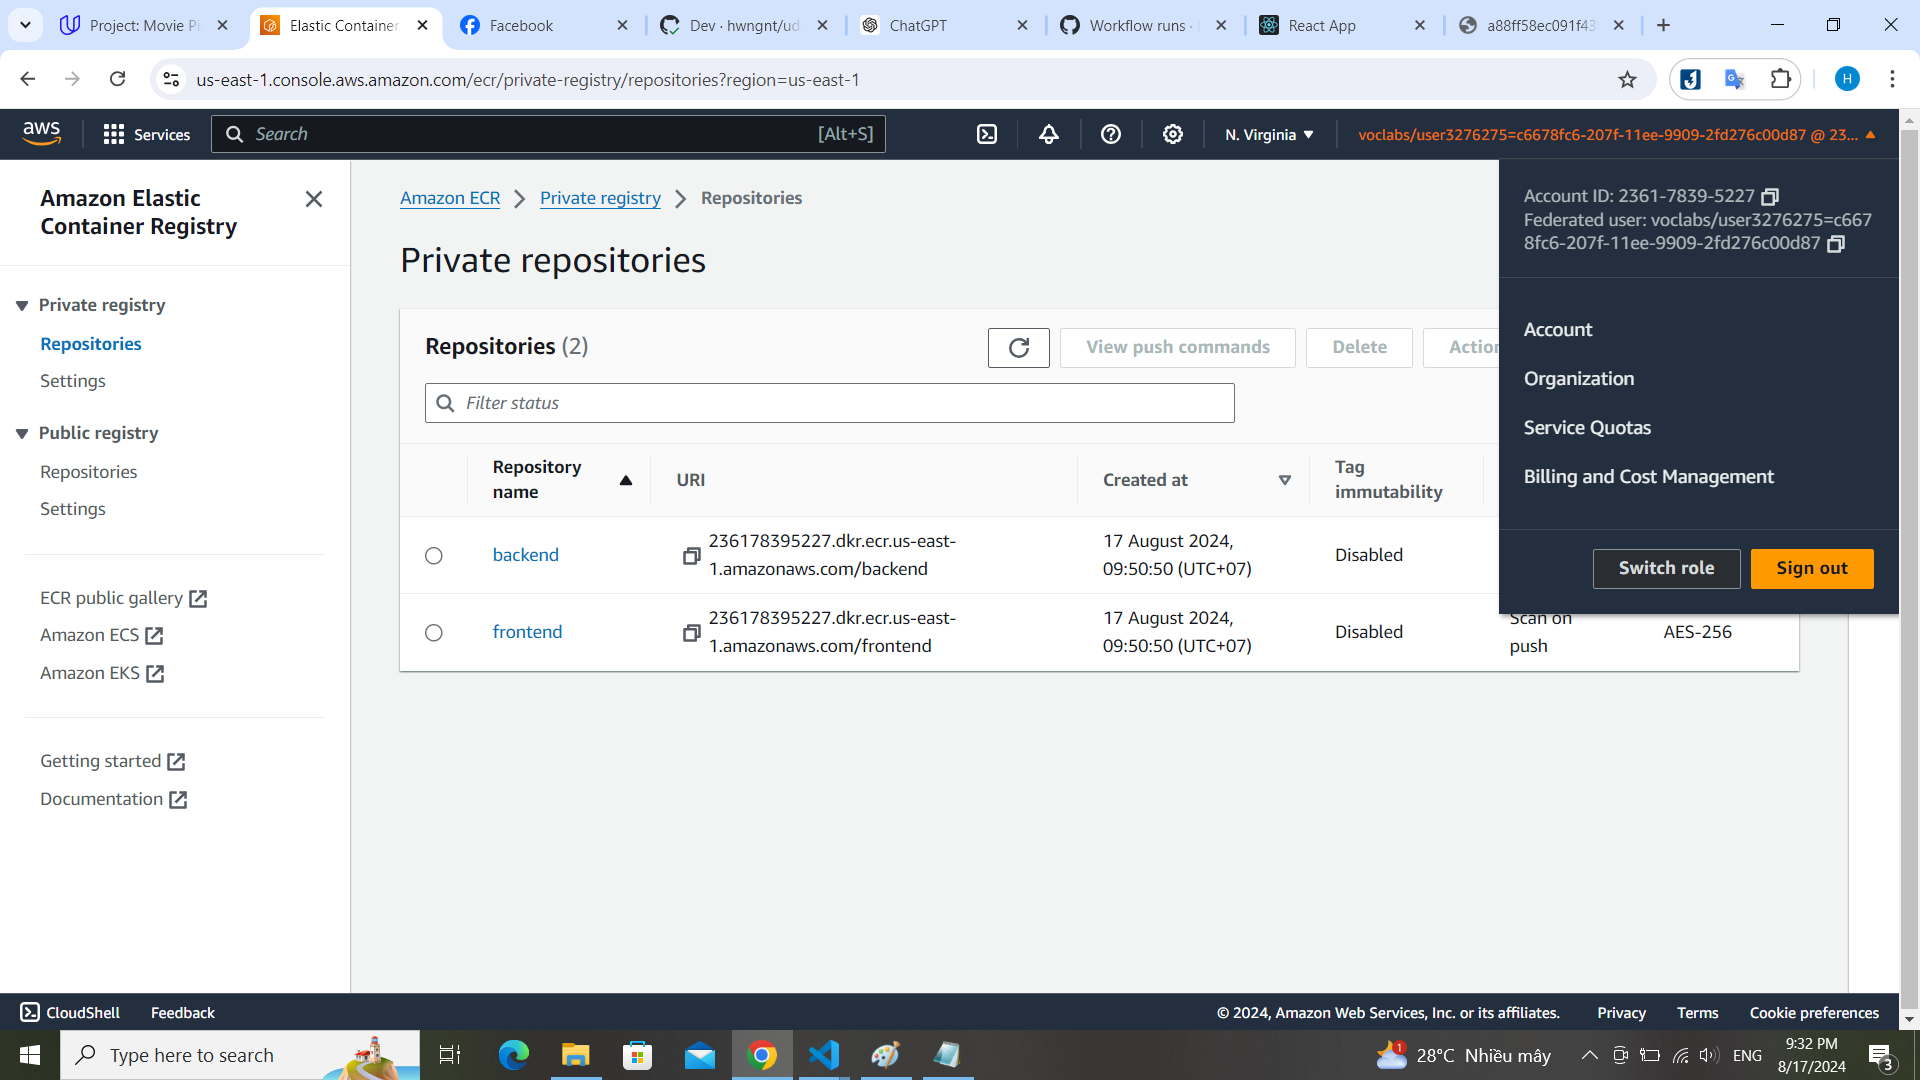 Project: Movie Pi
Elastic Container
Facebook
Dev · hwngnt/ud
ChatGPT
Workflow runs ·
React App
a88ff58ec091f43
us-east-1.console.aws.amazon.com/ecr/private-registry/repositories?region=us-east-1
H
aws
Services
Search
[Alt+S]
N. Virginia
voclabs/user3276275=c6678fc6-207f-11ee-9909-2fd276c00d87 @ 23...
Account ID: 2361-7839-5227
Federated user: voclabs/user3276275=c667
8fc6-207f-11ee-9909-2fd276c00d87
Account
Organization
Service Quotas
Billing and Cost Management
Switch role
Sign out
Amazon Elastic
Container Registry
Private registry
Repositories
Settings
Public registry
Repositories
Settings
ECR public gallery
Amazon ECS
Amazon EKS
Getting started
Documentation
Amazon ECR
Private registry
Repositories
Private repositories
Repositories (2)
View push commands
Delete
Action
Filter status
Repository
name
URI
Created at
Tag
immutability
backend
236178395227.dkr.ecr.us-east-
1.amazonaws.com/backend
17 August 2024,
09:50:50 (UTC+07)
Disabled
frontend
236178395227.dkr.ecr.us-east-
1.amazonaws.com/frontend
17 August 2024,
09:50:50 (UTC+07)
Disabled
Scan on
push
AES-256
CloudShell
Feedback
© 2024, Amazon Web Services, Inc. or its affiliates.
Privacy
Terms
Cookie preferences
Type here to search
1
28°C Nhiều mây
ENG
9:32 PM
8/17/2024
3